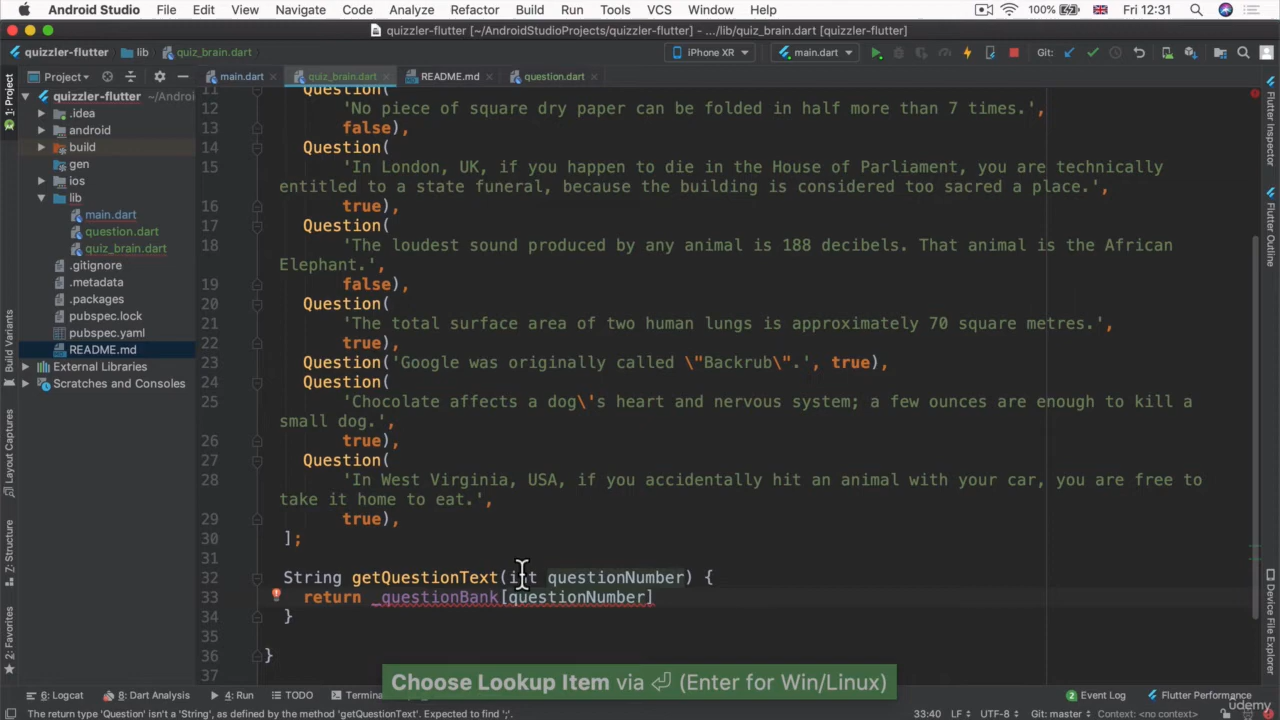 Android Studio File Edit View Navigate Code Analyze Refactor Build Run Tools VCS Window Help 100% Fri 12:31
quizzler-flutter [~/AndroidStudioProjects/quizzler-flutter] - .../lib/quiz_brain.dart [quizzler-flutter]
quizzler-flutter lib quiz_brain.dart iPhone XR main.dart Git:
Project main.dart quiz_brain.dart README.md question.dart
1: Project
quizzler-flutter ~/Androi
.idea
android
build
gen
ios
lib
main.dart
question.dart
quiz_brain.dart
.gitignore
.metadata
.packages
pubspec.lock
pubspec.yaml
README.md
External Libraries
Scratches and Consoles
Build Variants
Layout Captures
7: Structure
2: Favorites
11 Question(
12 'No piece of square dry paper can be folded in half more than 7 times.',
13 false),
14 Question(
15 'In London, UK, if you happen to die in the House of Parliament, you are technically
entitled to a state funeral, because the building is considered too sacred a place.',
16 true),
17 Question(
18 'The loudest sound produced by any animal is 188 decibels. That animal is the African
Elephant.',
19 false),
20 Question(
21 'The total surface area of two human lungs is approximately 70 square metres.',
22 true),
23 Question('Google was originally called \"Backrub\".', true),
24 Question(
25 'Chocolate affects a dog\'s heart and nervous system; a few ounces are enough to kill a
small dog.',
26 true),
27 Question(
28 'In West Virginia, USA, if you accidentally hit an animal with your car, you are free to
take it home to eat.',
29 true),
30 ];
31
32 String getQuestionText(int questionNumber) {
33 return _questionBank[questionNumber]
34 }
35
36 }
37
Flutter Inspector
Flutter Outline
Device File Explorer
Choose Lookup Item via ⏎ (Enter for Win/Linux)
6: Logcat 8: Dart Analysis 4: Run TODO Termina 2 Event Log Flutter Performance
The return type 'Question' isn't a 'String', as defined by the method 'getQuestionText'. Expected to find ';'. 33:40 LF UTF-8 Git: master Context: <no context>
udemy